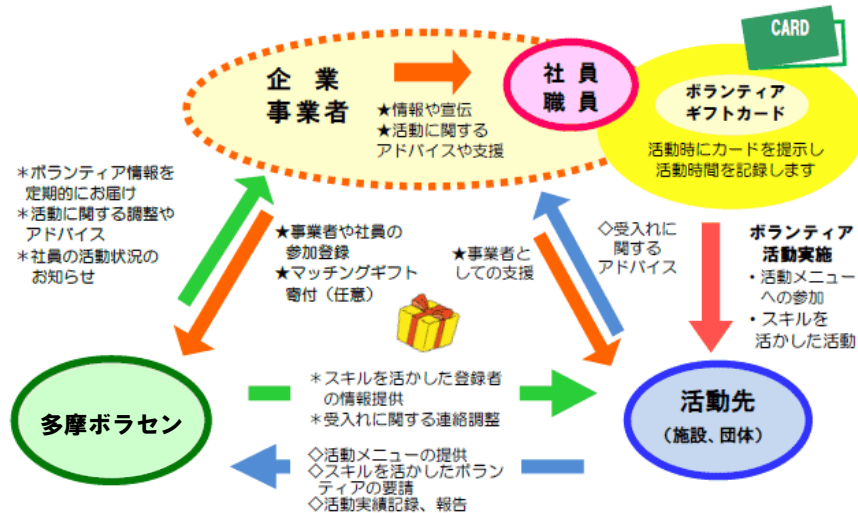 CARD
企　業
事業者
社 員
職 員
ボランティア
ギフトカード
★情報や宣伝
★活動に関する
アドバイスや支援
活動時にカードを提示し
活動時間を記録します
＊ボランティア情報を
定期的にお届け
＊活動に関する調整や
アドバイス
＊社員の活動状況の
お知らせ
★事業者や社員の
参加登録
★マッチングギフト
寄付（任意）
★事業者と
しての支援
◇受入れに
関する
アドバイス
ボランティア
活動実施
・活動メニュー
への参加
・スキルを
活かした活動
多摩ボラセン
＊スキルを活かした登録者
の情報提供
＊受入れに関する連絡調整
活動先
（施設、団体）
◇活動メニューの提供
◇スキルを活かしたボラン
ティアの要請
◇活動実績記録、報告